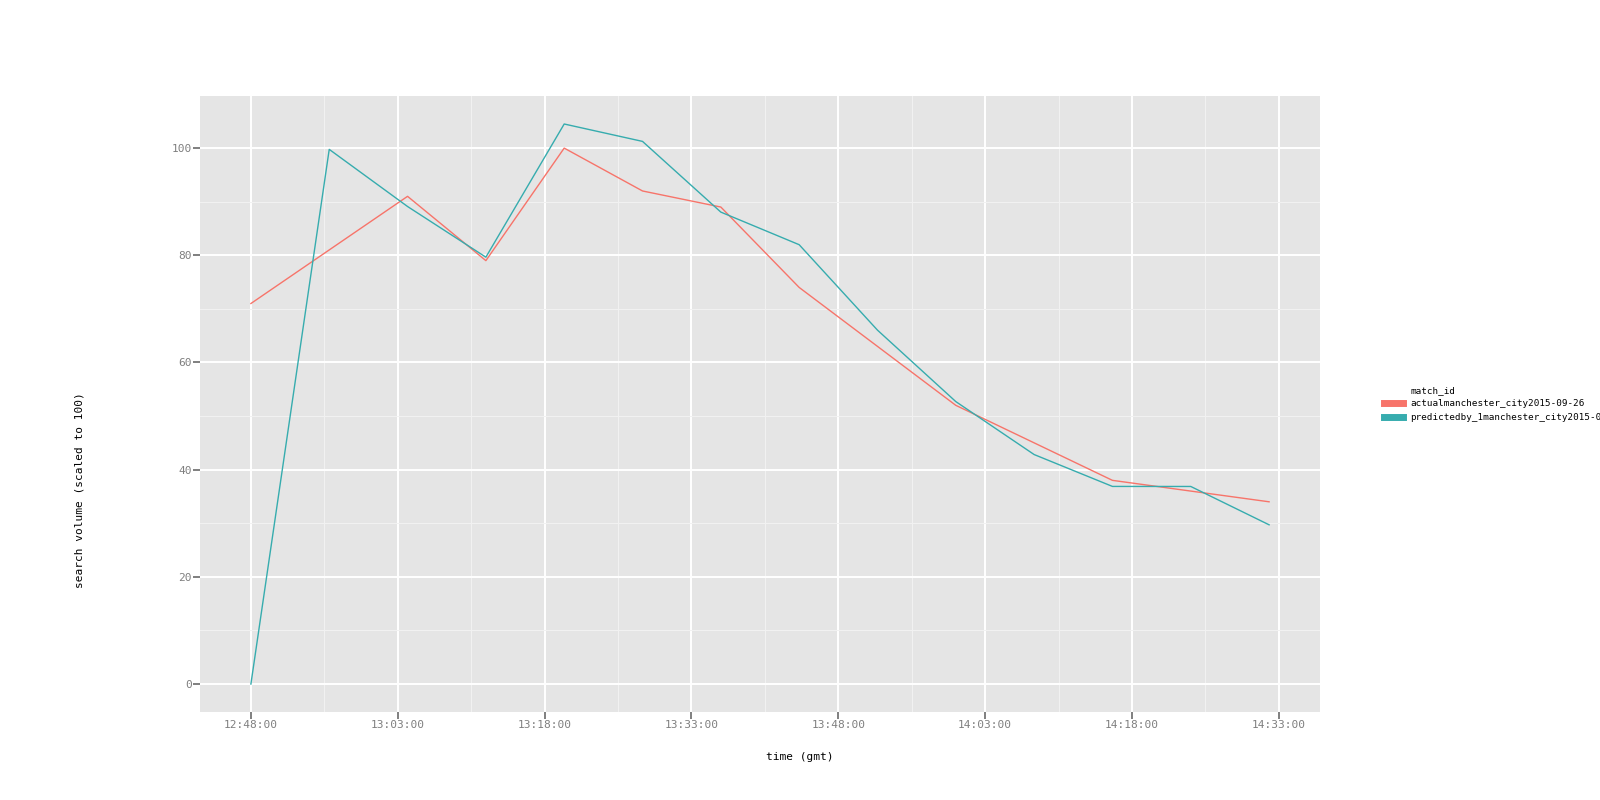 100
80
60
40
20
0
search volume (scaled to 100)
12:48:00 13:03:00 13:18:00 13:33:00 13:48:00 14:03:00 14:18:00 14:33:00
time (gmt)
match_id
actualmanchester_city2015-09-26
predictedby_1manchester_city2015-0